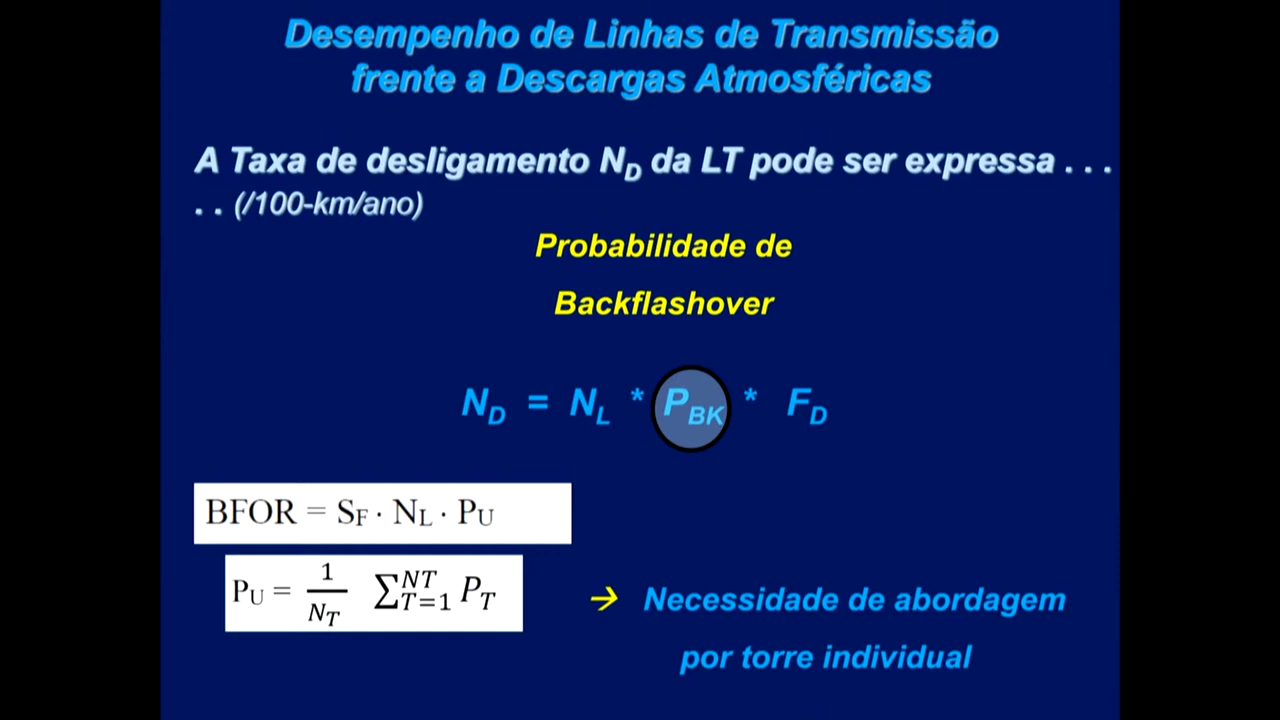 Desempenho de Linhas de Transmissão
frente a Descargas Atmosféricas
A Taxa de desligamento N_D da LT pode ser expressa . . .
. . (/100-km/ano)
Probabilidade de
Backflashover
N_D = N_L * P_BK * F_D
BFOR = S_F · N_L · P_U
P_U = 1/N_T ∑_{T=1}^{NT} P_T
→ Necessidade de abordagem
por torre individual